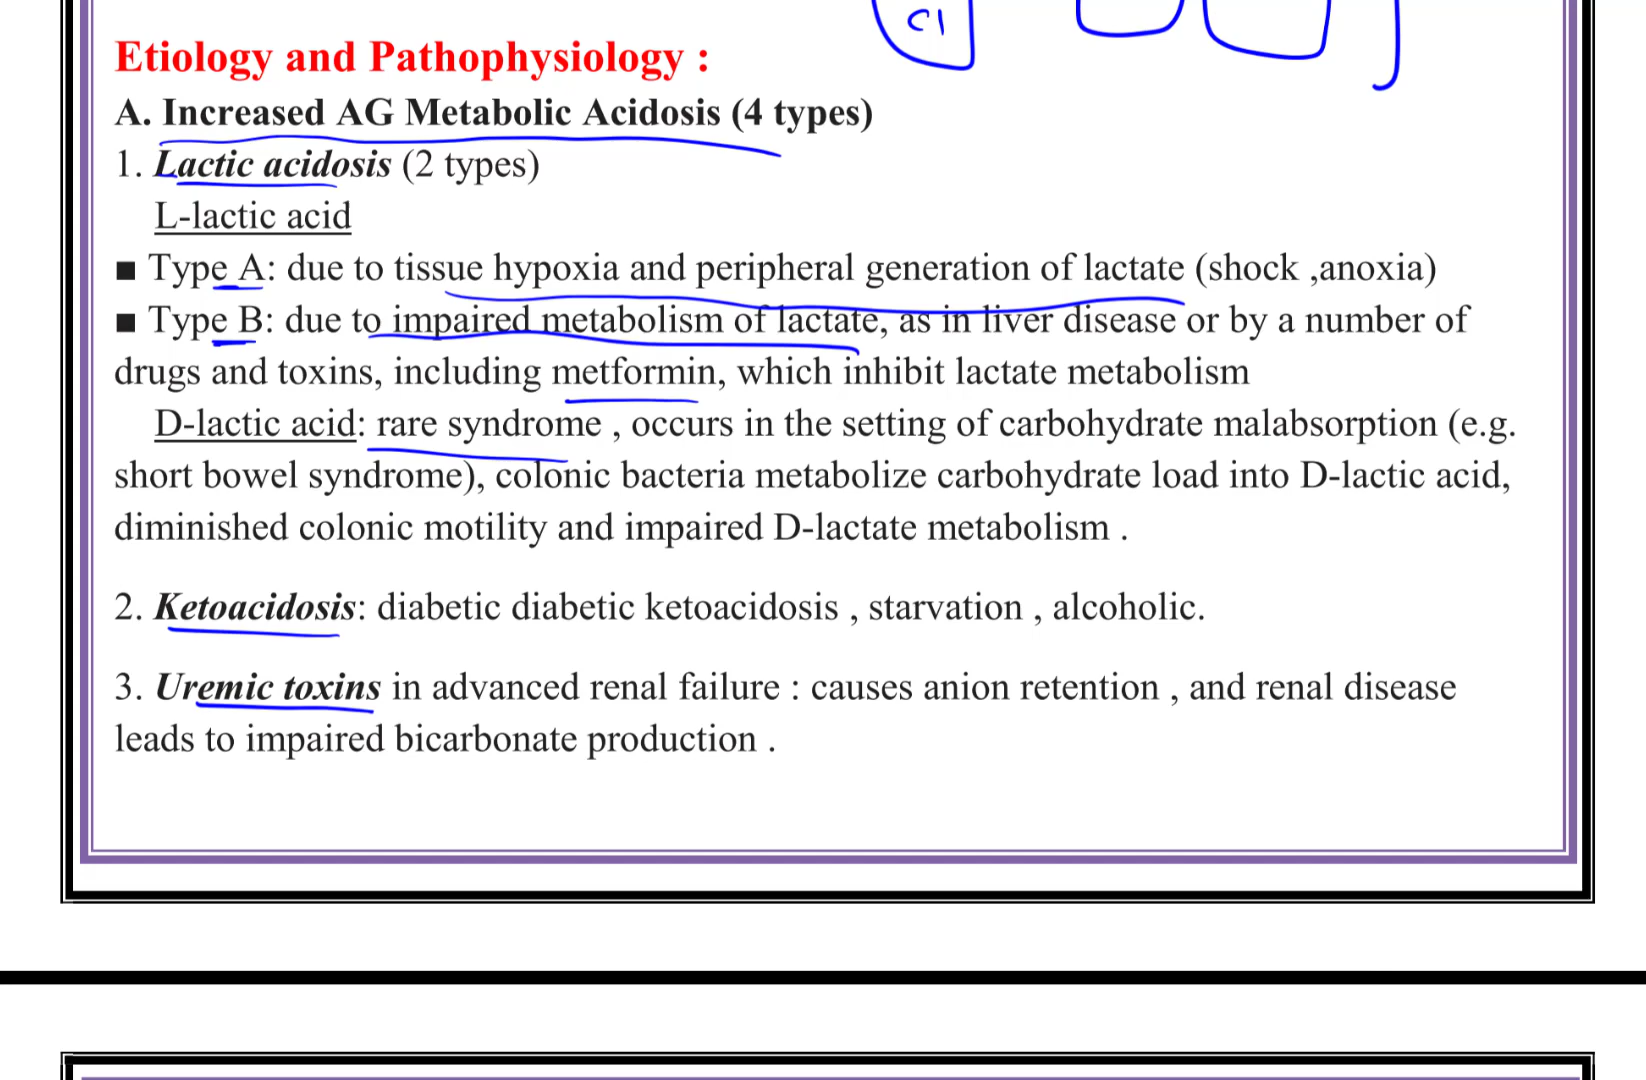 Cl
Etiology and Pathophysiology :
A. Increased AG Metabolic Acidosis (4 types)
1. Lactic acidosis (2 types)
L-lactic acid
■ Type A: due to tissue hypoxia and peripheral generation of lactate (shock ,anoxia)
■ Type B: due to impaired metabolism of lactate, as in liver disease or by a number of
drugs and toxins, including metformin, which inhibit lactate metabolism
D-lactic acid: rare syndrome , occurs in the setting of carbohydrate malabsorption (e.g.
short bowel syndrome), colonic bacteria metabolize carbohydrate load into D-lactic acid,
diminished colonic motility and impaired D-lactate metabolism .
2. Ketoacidosis: diabetic diabetic ketoacidosis , starvation , alcoholic.
3. Uremic toxins in advanced renal failure : causes anion retention , and renal disease
leads to impaired bicarbonate production .